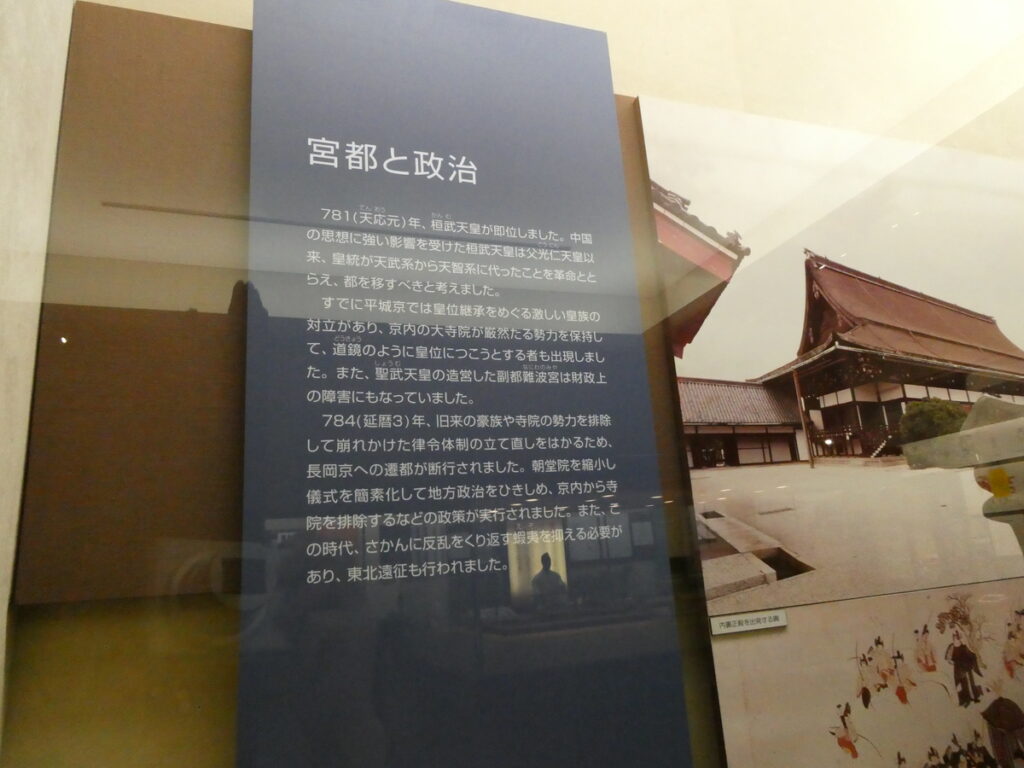 宮都と政治
781(天応元)年、桓武天皇が即位しました。中国
の思想に強い影響を受けた桓武天皇は父光仁天皇以
来、皇統が天武系から天智系に代ったことを革命とと
らえ、都を移すべきと考えました。
すでに平城京では皇位継承をめぐる激しい皇族の
対立があり、京内の大寺院が厳然たる勢力を保持し
て、道鏡のように皇位につこうとする者も出現しまし
た。また、聖武天皇の造営した副都難波宮は財政上
の障害にもなっていました。
784(延暦3)年、旧来の豪族や寺院の勢力を排除
して崩れかけた律令体制の立て直しをはかるため、
長岡京への遷都が断行されました。朝堂院を縮小し
儀式を簡素化して地方政治をひきしめ、京内から寺
院を排除するなどの政策が実行されました。また、こ
の時代、さかんに反乱をくり返す蝦夷を抑える必要が
あり、東北遠征も行われました。
内裏正殿を出発する